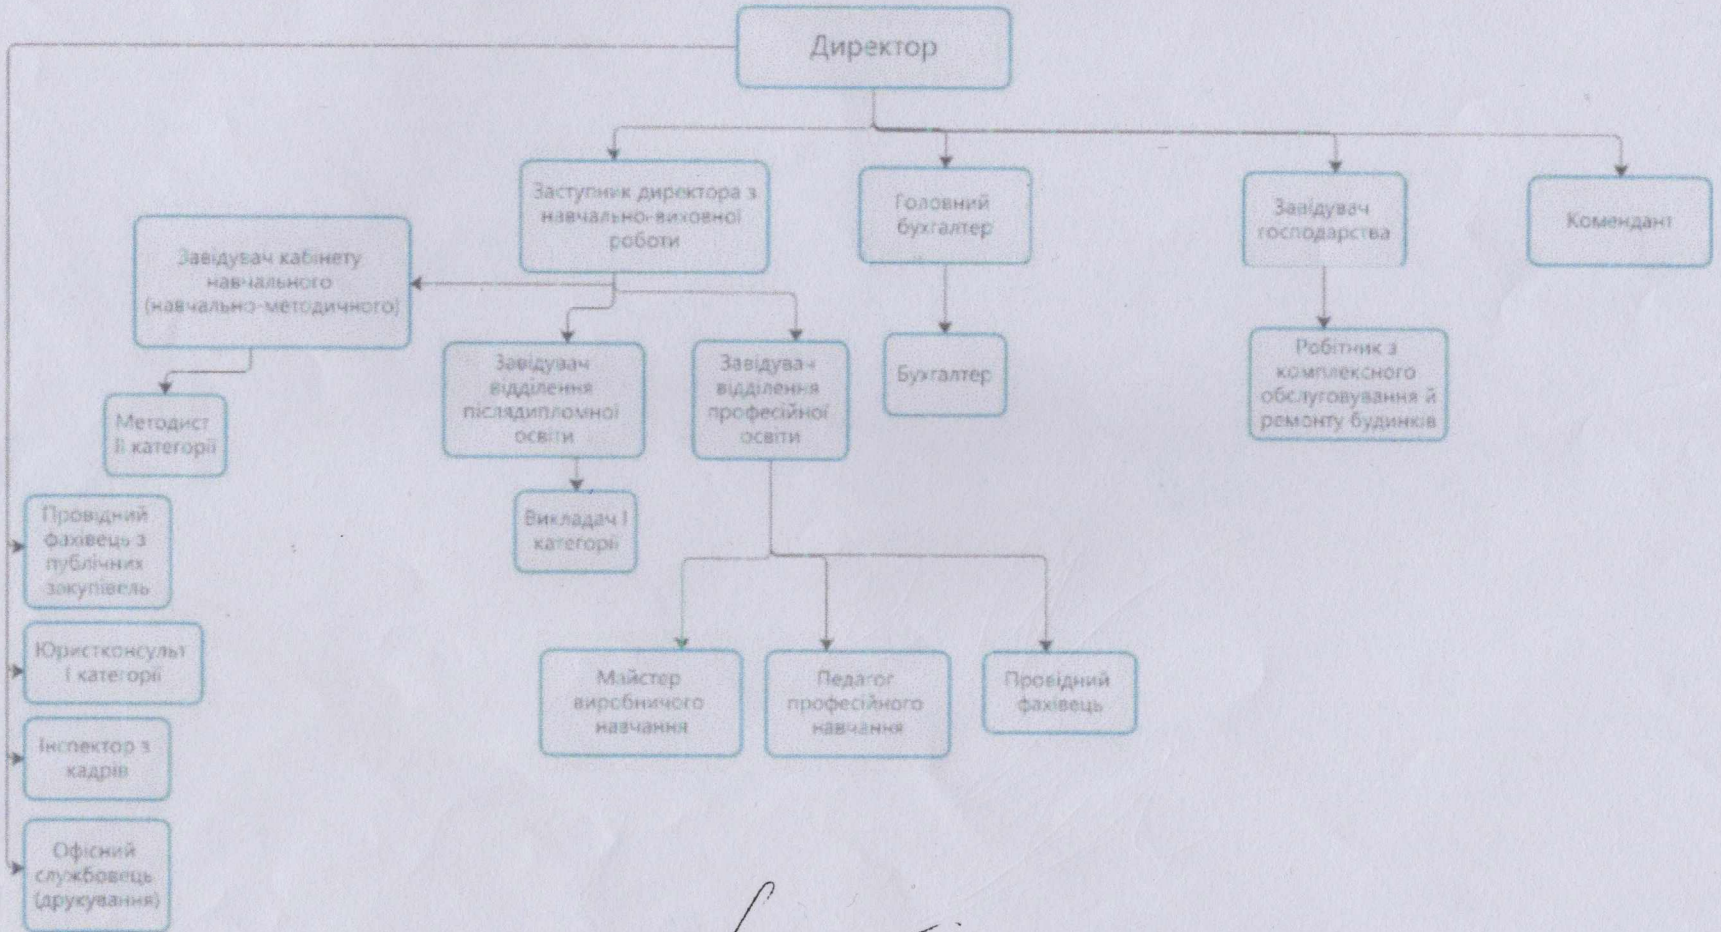 Директор
Заступник директора з
навчально-виховної
роботи
Головний
бухгалтер
Завідувач
господарства
Комендант
Завідувач кабінету
навчального
(навчально-методичного)
Завідувач
відділення
післядипломної
освіти
Завідувач
відділення
професійної
освіти
Бухгалтер
Робітник з
комплексного
обслуговування й
ремонту будинків
Методист
ІІ категорії
Викладач І
категорії
Провідний
фахівець з
публічних
закупівель
Юристконсульт
І категорії
Інспектор з
кадрів
Офісний
службовець
(друкування)
Майстер
виробничого
навчання
Педагог
професійного
навчання
Провідний
фахівець